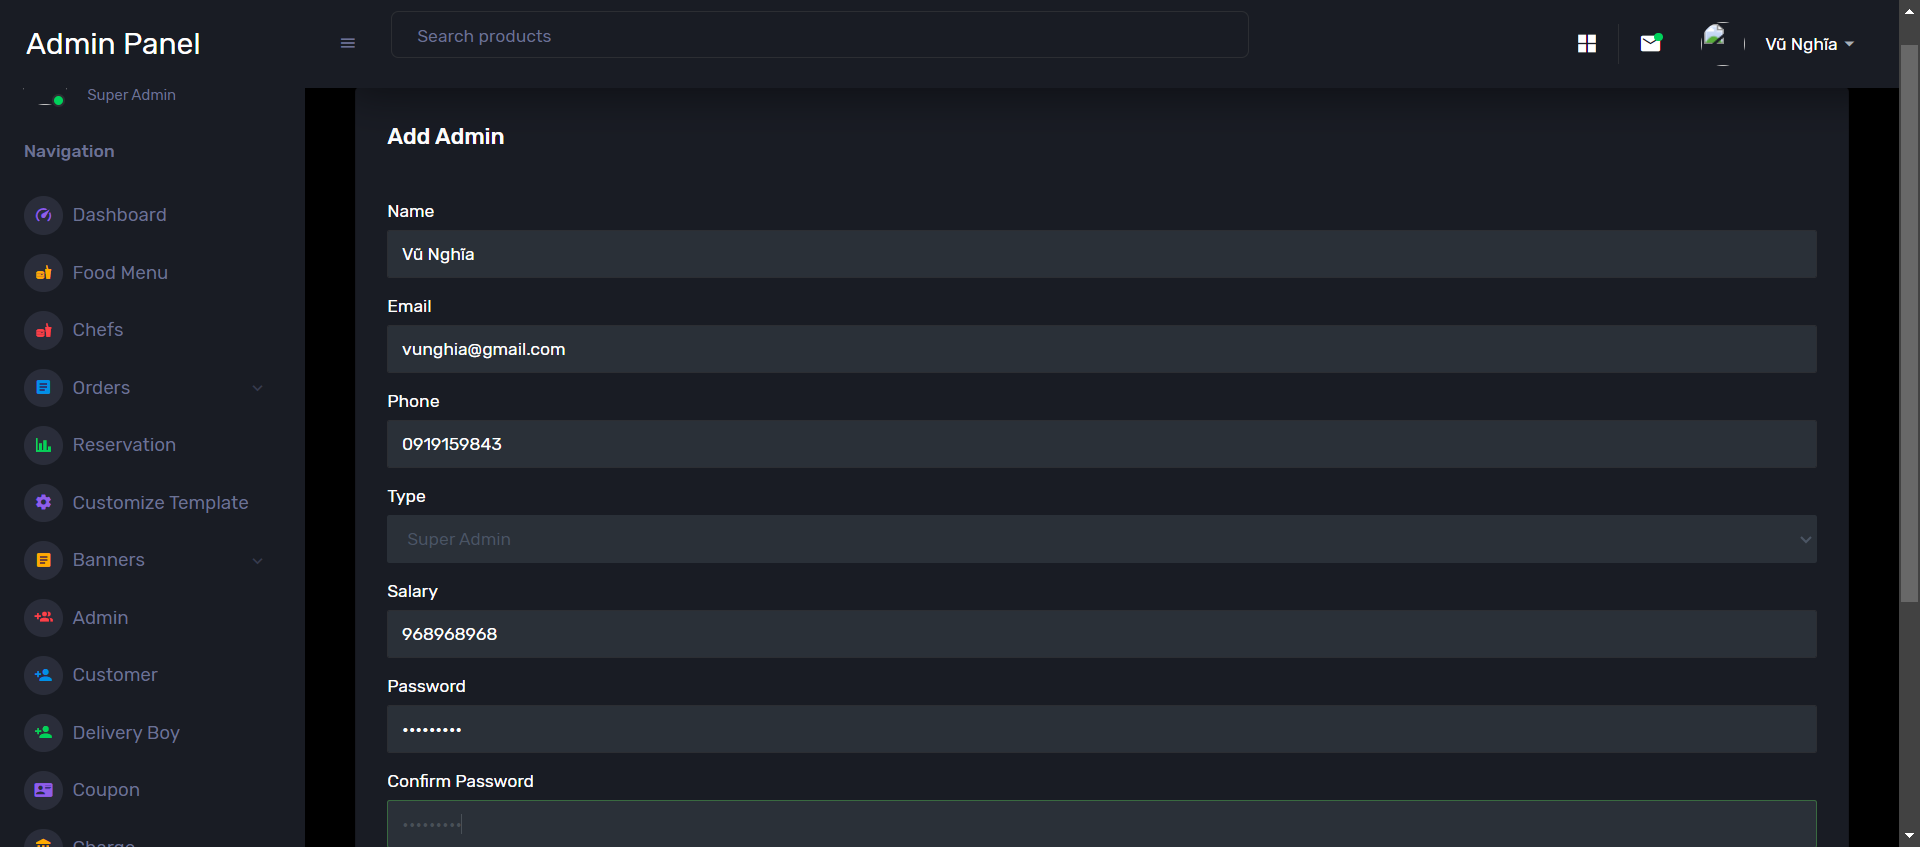 Admin Panel
Search products
Vũ Nghĩa
Super Admin
Navigation
Dashboard
Food Menu
Chefs
Orders
Reservation
Customize Template
Banners
Admin
Customer
Delivery Boy
Coupon
Charge
Add Admin
Name
Vũ Nghĩa
Email
vunghia@gmail.com
Phone
0919159843
Type
Super Admin
Salary
968968968
Password
•••••••••
Confirm Password
•••••••••